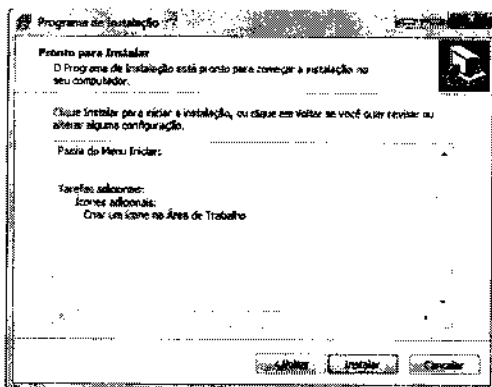 Programa de Instalação
Pronto para Instalar
O Programa de Instalação está pronto para começar a instalação no
seu computador.
Clique Instalar para iniciar a instalação, ou clique em Voltar se você quer revisar ou
alterar alguma configuração.
Pasta do Menu Iniciar:
Tarefas adicionais:
Ícones adicionais:
Criar um ícone na Área de Trabalho
Voltar
Instalar
Cancelar